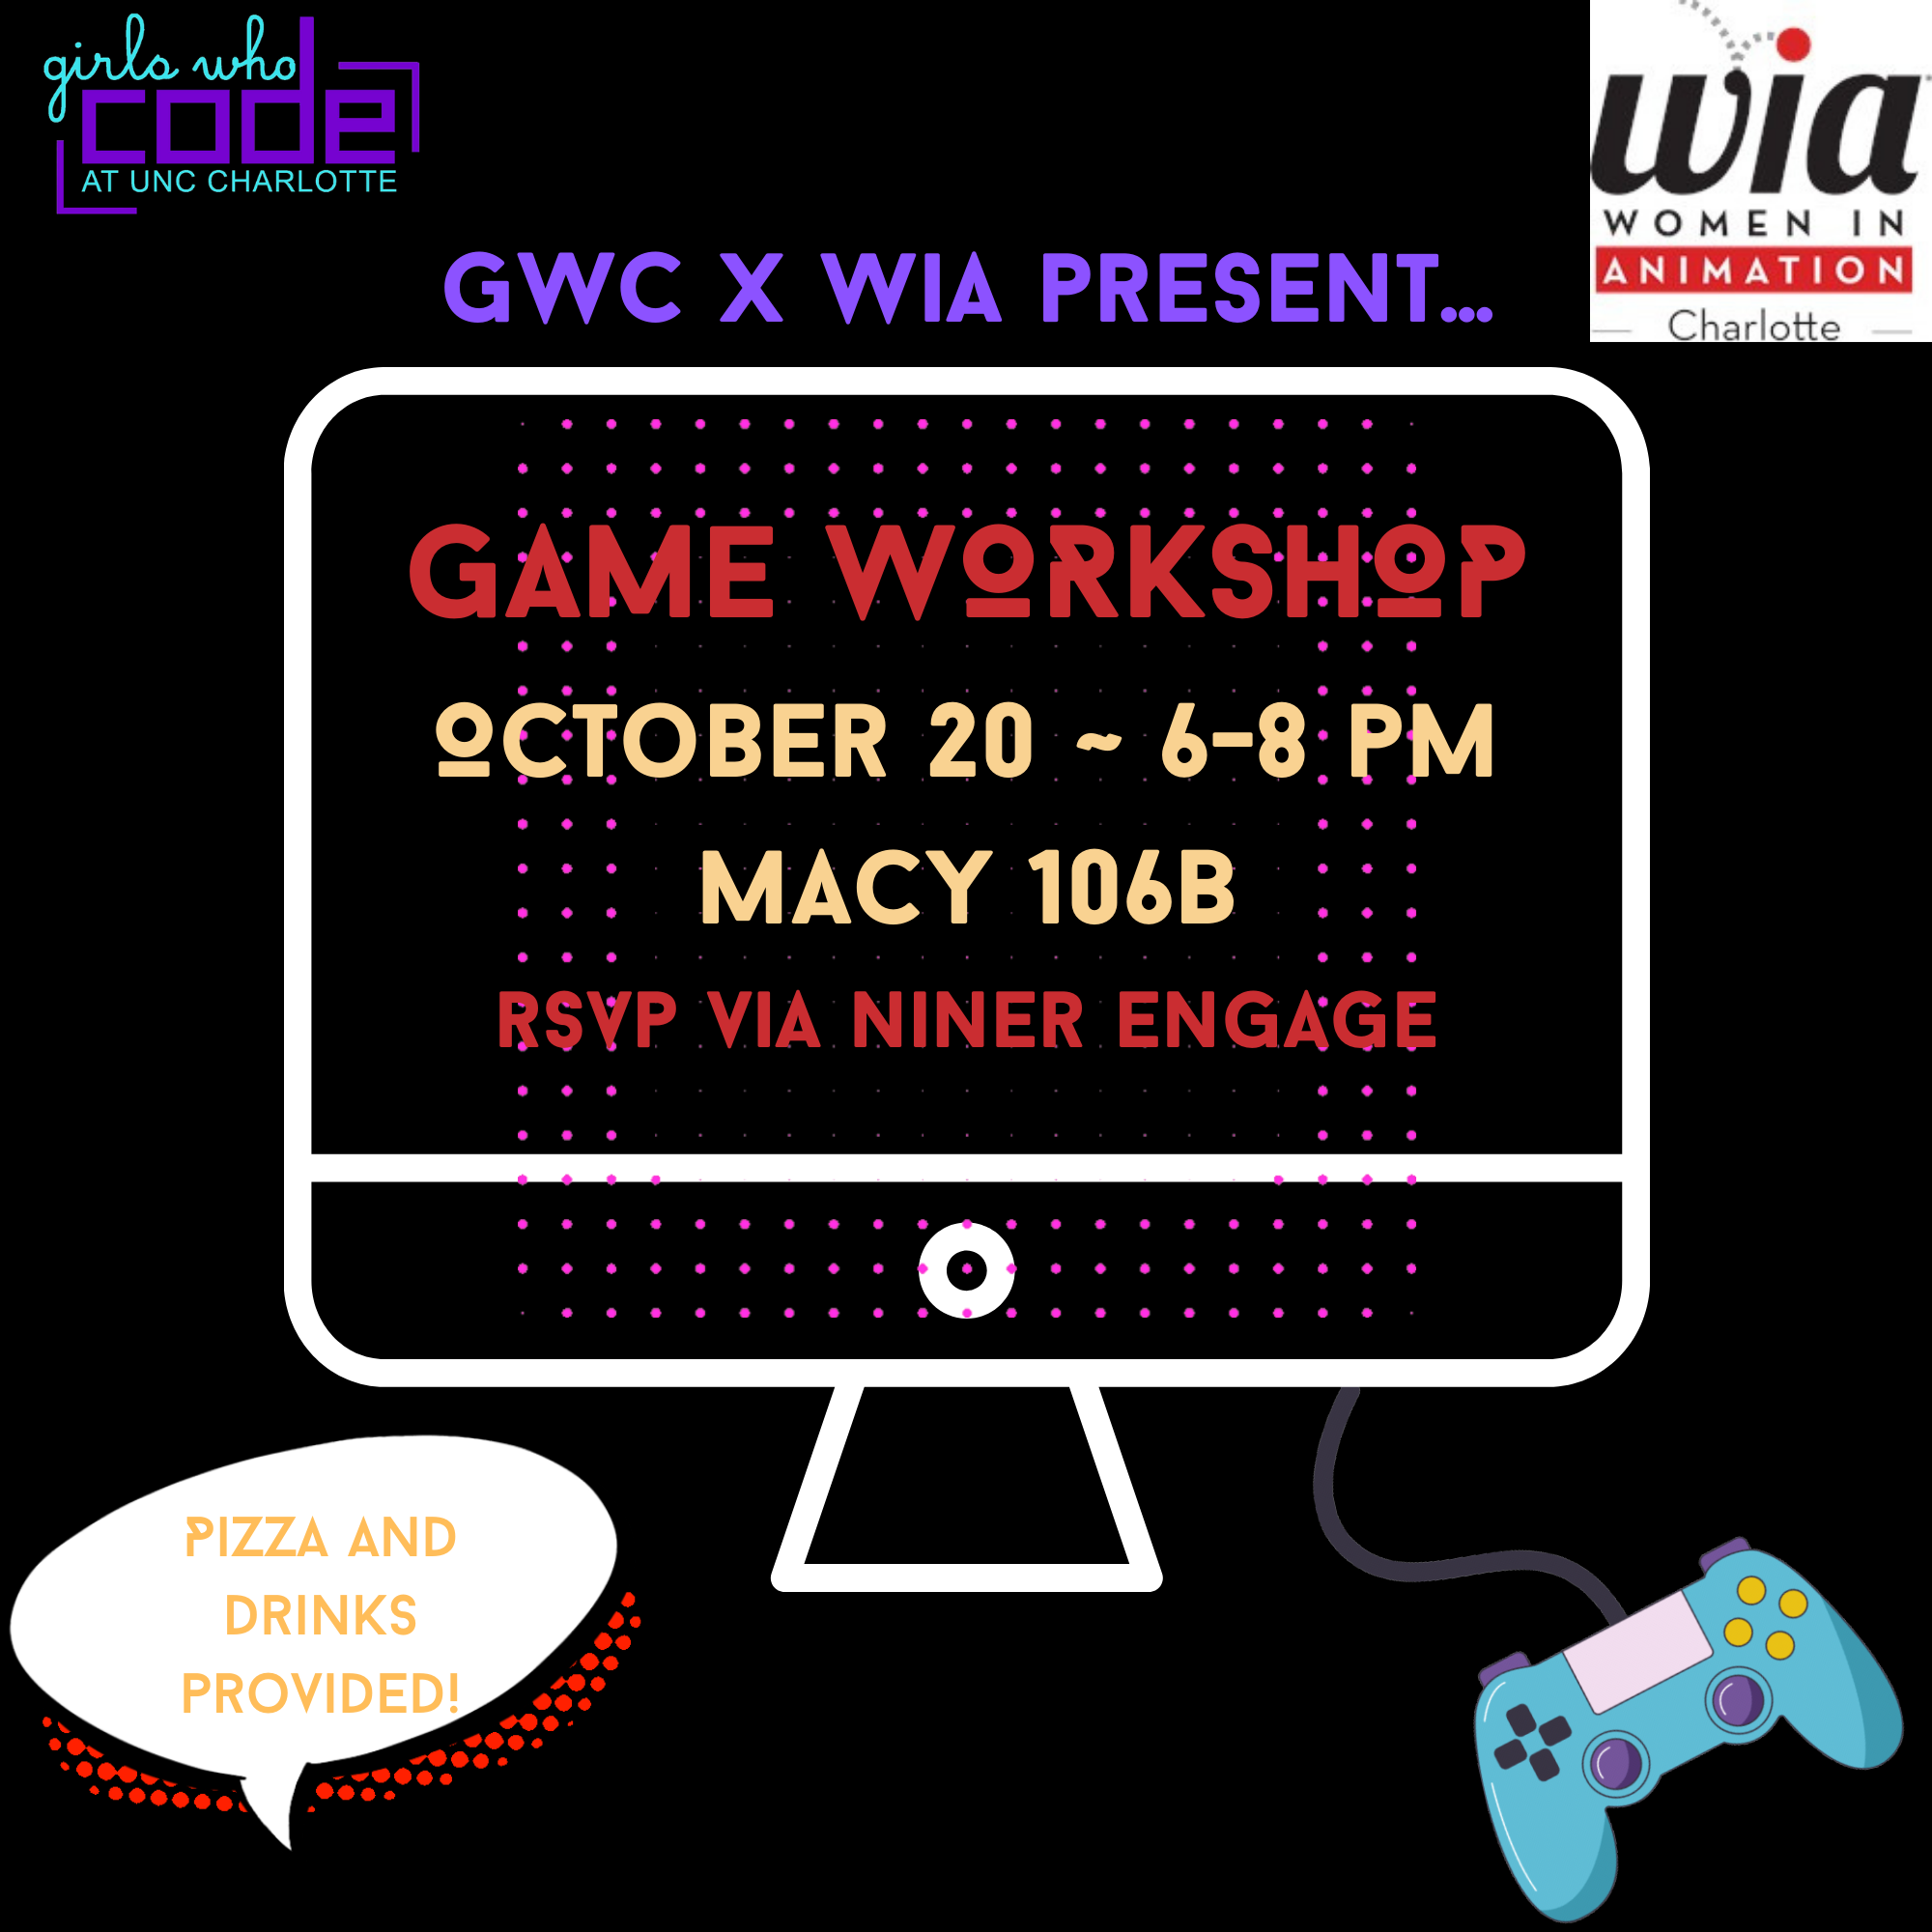 girls who
code
AT UNC CHARLOTTE
wia
WOMEN IN
ANIMATION
Charlotte
GWC X WIA PRESENT...
GAME WORKSHOP
OCTOBER 20 ~ 6-8 PM
MACY 106B
RSVP VIA NINER ENGAGE
PIZZA AND
DRINKS
PROVIDED!